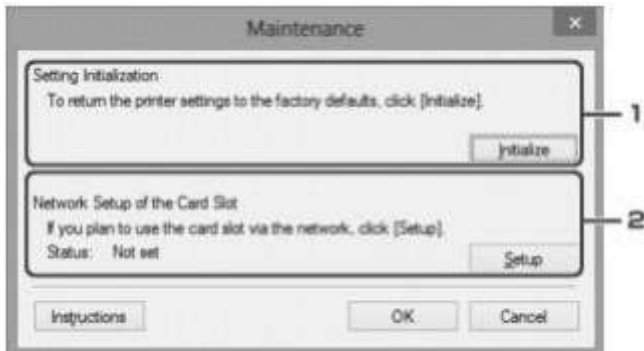 Maintenance
Setting Initialization
To return the printer settings to the factory defaults, click [Initialize].
1
Initialize
Network Setup of the Card Slot
If you plan to use the card slot via the network, click [Setup].
2
Status: Not set
Setup
Instructions OK Cancel